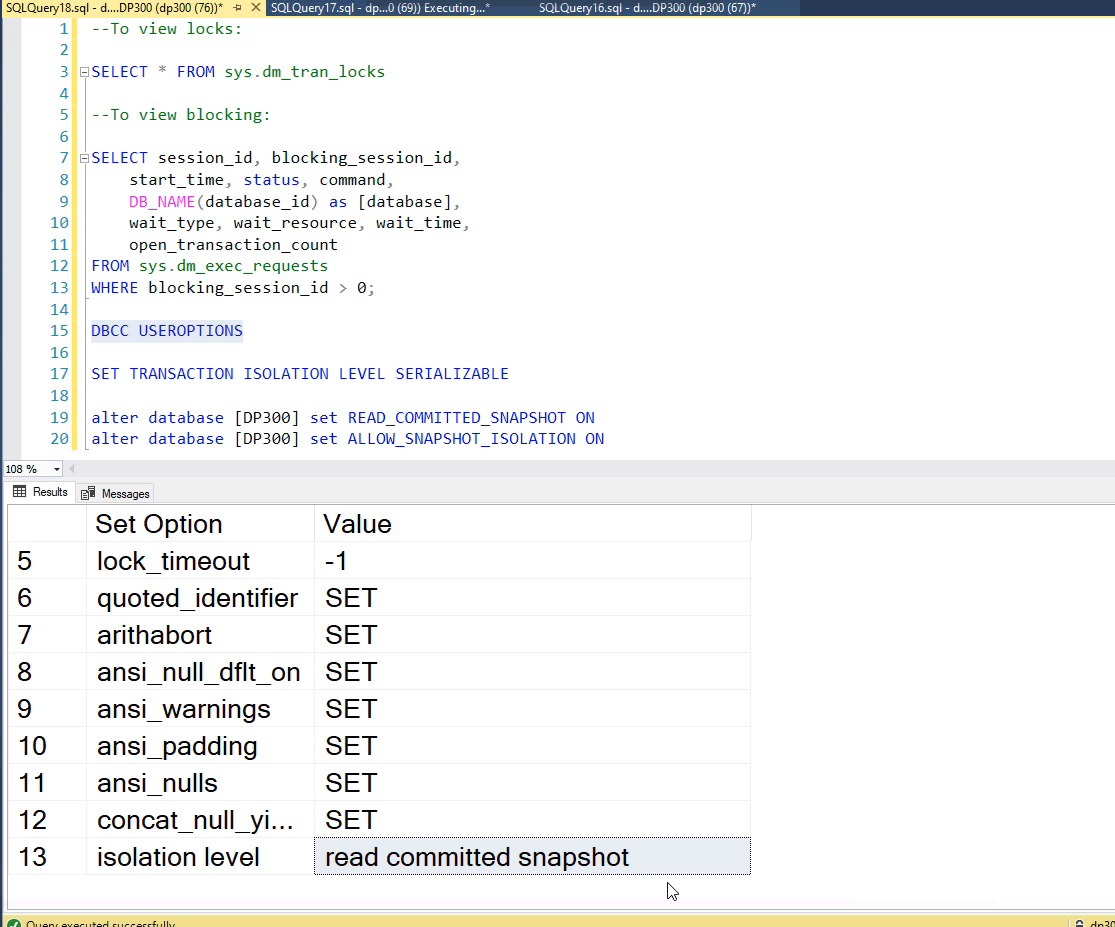 SQLQuery18.sql - d....DP300 (dp300 (76))* SQLQuery17.sql - dp...0 (69)) Executing...* SQLQuery16.sql - d....DP300 (dp300 (67))*
1 --To view locks:
2
3 SELECT * FROM sys.dm_tran_locks
4
5 --To view blocking:
6
7 SELECT session_id, blocking_session_id,
8 start_time, status, command,
9 DB_NAME(database_id) as [database],
10 wait_type, wait_resource, wait_time,
11 open_transaction_count
12 FROM sys.dm_exec_requests
13 WHERE blocking_session_id > 0;
14
15 DBCC USEROPTIONS
16
17 SET TRANSACTION ISOLATION LEVEL SERIALIZABLE
18
19 alter database [DP300] set READ_COMMITTED_SNAPSHOT ON
20 alter database [DP300] set ALLOW_SNAPSHOT_ISOLATION ON
108 %
Results Messages
Set Option Value
5 lock_timeout -1
6 quoted_identifier SET
7 arithabort SET
8 ansi_null_dflt_on SET
9 ansi_warnings SET
10 ansi_padding SET
11 ansi_nulls SET
12 concat_null_yi... SET
13 isolation level read committed snapshot
Query executed successfully dp30